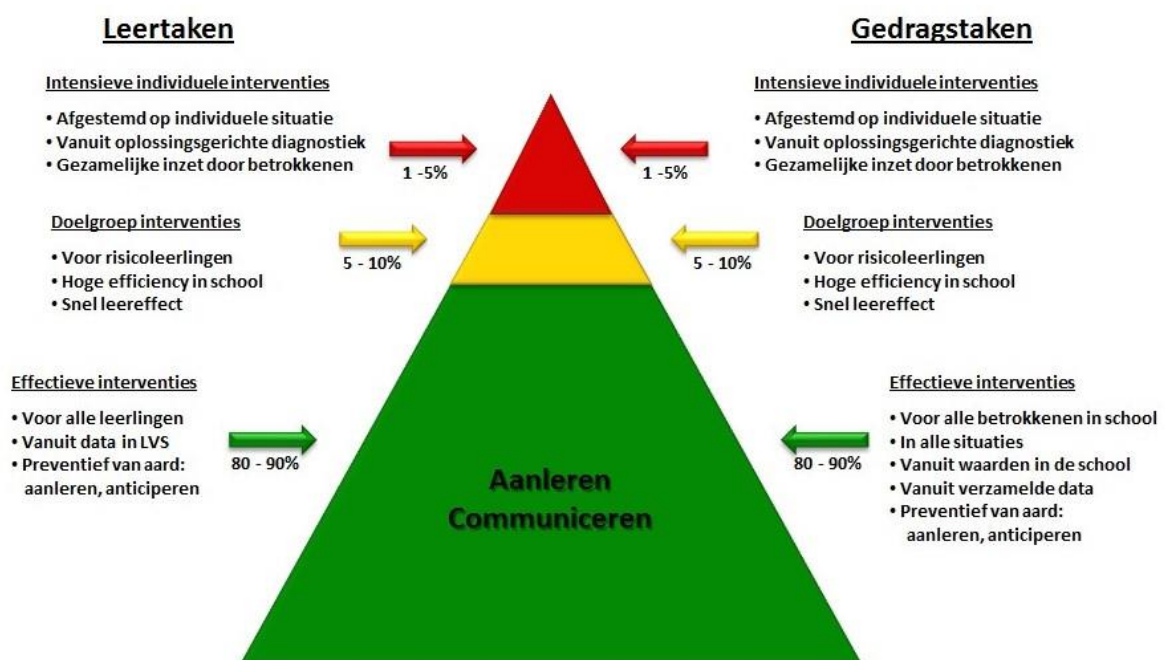 Leertaken
Intensieve individuele interventies
• Afgestemd op individuele situatie
• Vanuit oplossingsgerichte diagnostiek
• Gezamelijke inzet door betrokkenen
1 -5%
Doelgroep interventies
• Voor risicoleerlingen
• Hoge efficiency in school
• Snel leereffect
5 - 10%
Effectieve interventies
• Voor alle leerlingen
• Vanuit data in LVS
• Preventief van aard:
aanleren, anticiperen
80 - 90%
Aanleren
Communiceren
Gedragstaken
Intensieve individuele interventies
• Afgestemd op individuele situatie
• Vanuit oplossingsgerichte diagnostiek
• Gezamelijke inzet door betrokkenen
1 -5%
Doelgroep interventies
• Voor risicoleerlingen
• Hoge efficiency in school
• Snel leereffect
5 - 10%
Effectieve interventies
• Voor alle betrokkenen in school
• In alle situaties
• Vanuit waarden in de school
• Vanuit verzamelde data
• Preventief van aard:
aanleren, anticiperen
80 - 90%